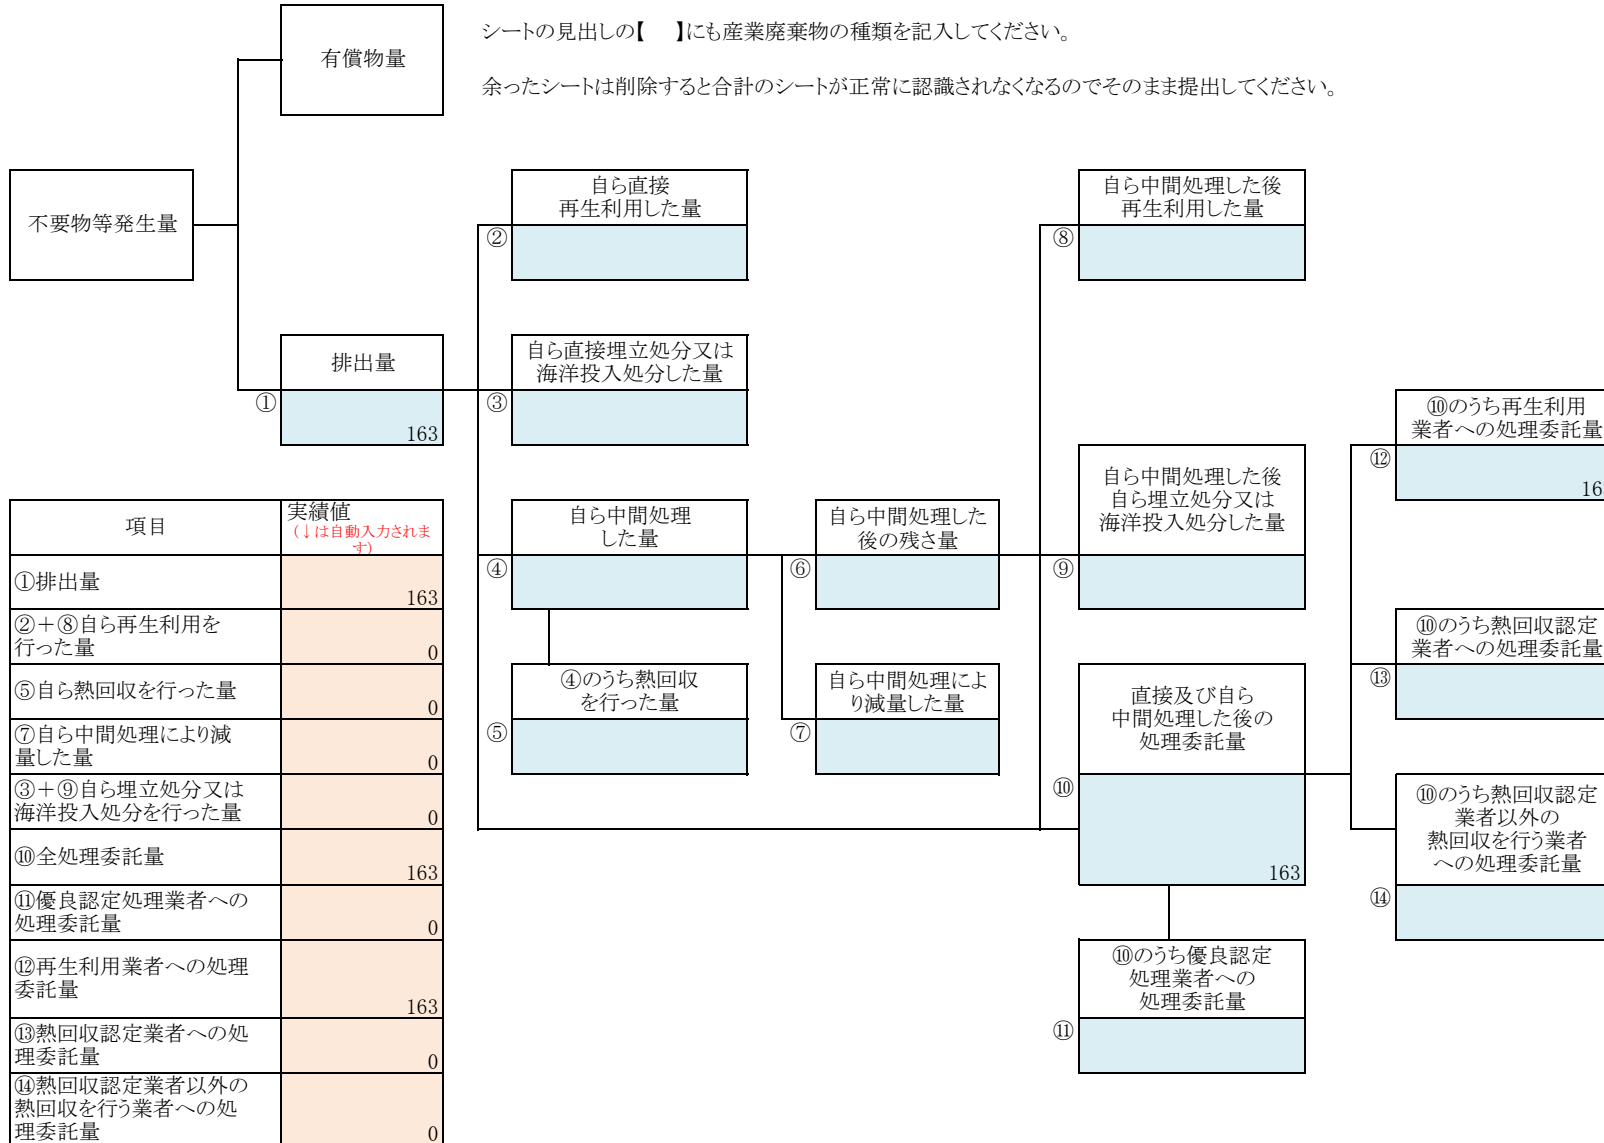 シートの見出しの【　】にも産業廃棄物の種類を記入してください。
有償物量
余ったシートは削除すると合計のシートが正常に認識されなくなるのでそのまま提出してください。
不要物等発生量
自ら直接
再生利用した量
②
自ら中間処理した後
再生利用した量
⑧
排出量
①
163
自ら直接埋立処分又は
海洋投入処分した量
③
⑩のうち再生利用
業者への処理委託量
⑫
自ら中間処理
した量
④
自ら中間処理した
後の残さ量
⑥
自ら中間処理した後
自ら埋立処分又は
海洋投入処分した量
⑨
⑩のうち熱回収認定
業者への処理委託量
⑬
④のうち熱回収
を行った量
⑤
自ら中間処理によ
り減量した量
⑦
直接及び自ら
中間処理した後の
処理委託量
⑩
163
⑩のうち熱回収認定
業者以外の
熱回収を行う業者
への処理委託量
⑭
⑩のうち優良認定
処理業者への
処理委託量
⑪
項目
実績値
(↓は自動入力されま
す)
①排出量
163
②＋⑧自ら再生利用を
行った量
0
⑤自ら熱回収を行った量
0
⑦自ら中間処理により減
量した量
0
③＋⑨自ら埋立処分又は
海洋投入処分を行った量
0
⑩全処理委託量
163
⑪優良認定処理業者への
処理委託量
0
⑫再生利用業者への処理
委託量
163
⑬熱回収認定業者への処
理委託量
0
⑭熱回収認定業者以外の
熱回収を行う業者への処
理委託量
0